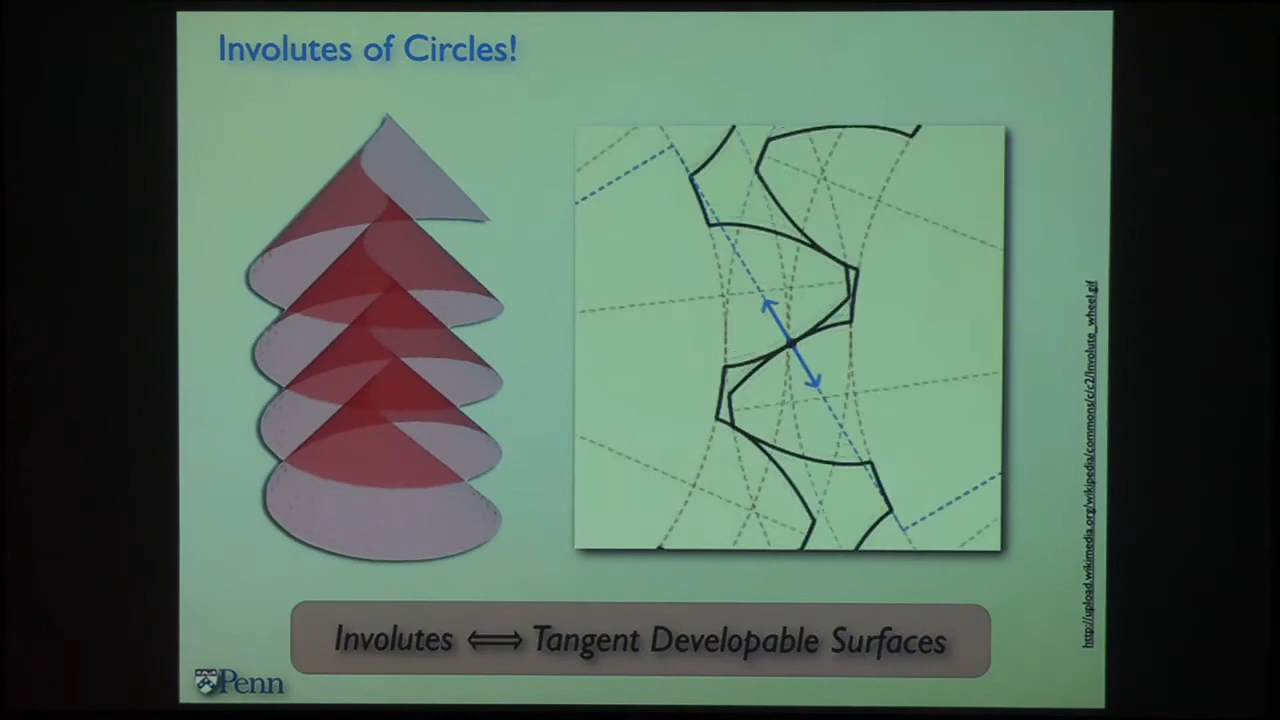 Involutes of Circles!
http://upload.wikimedia.org/wikipedia/commons/c/c2/Involute_wheel.gif
Involutes ⟺ Tangent Developable Surfaces
Penn